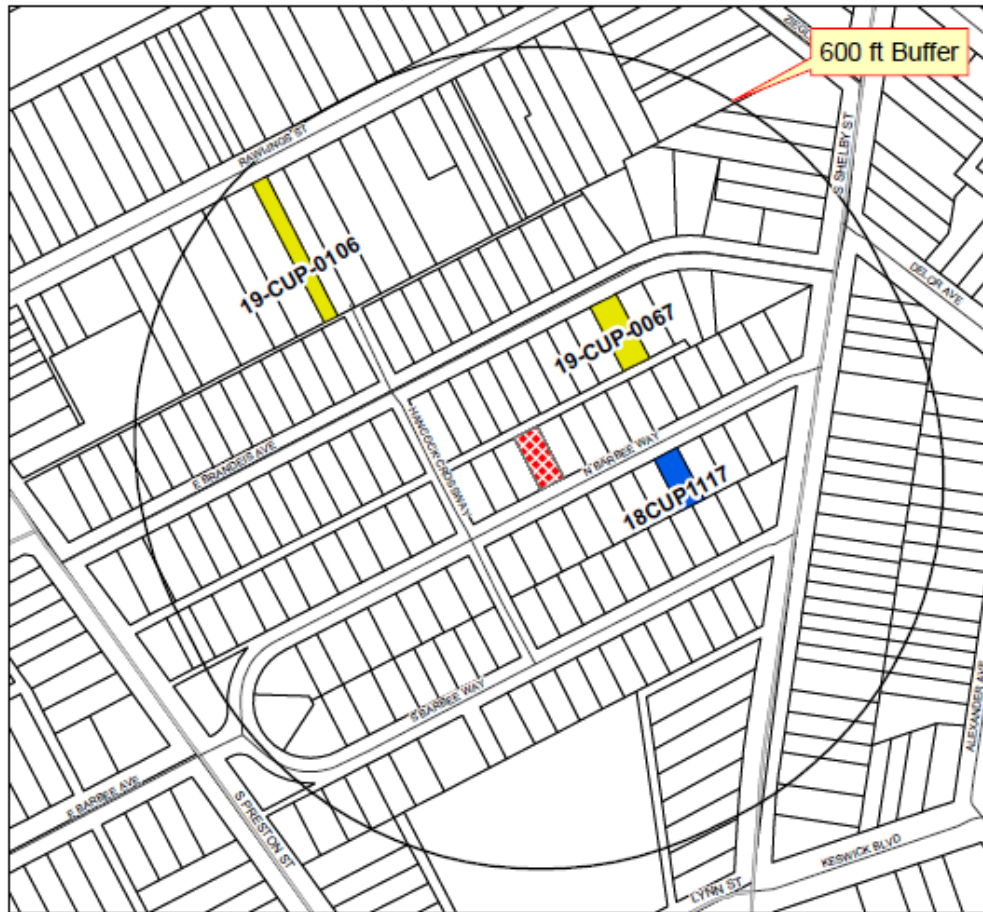 ZIEGL
600 ft Buffer
RAWLINGS ST
S SHELBY ST
19-CUP-0106
DELOR AVE
19-CUP-0067
HANCOCK CROSSWAY
E BRANDEIS AVE
N BARBEE WAY
18CUP1117
S BARBEE WAY
ALEXANDER AVE
E BARBEE AVE
S PRESTON ST
KESWICK BLVD
LYNN ST